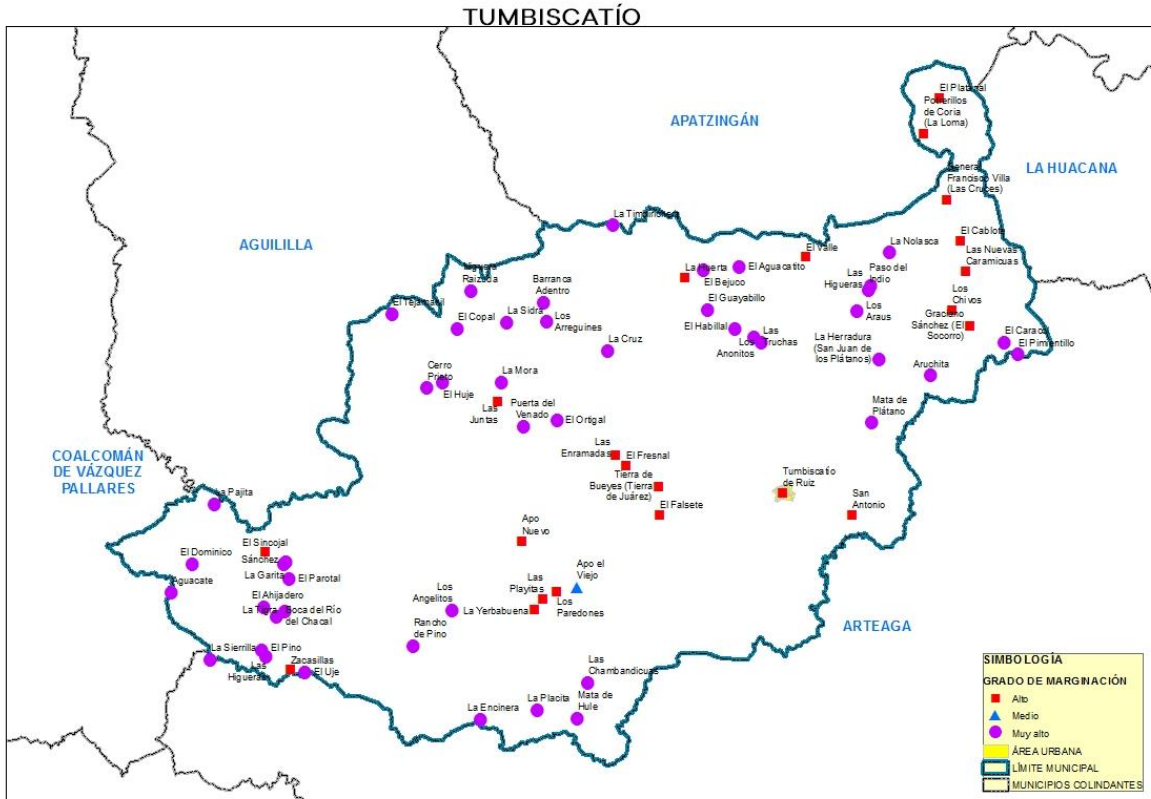 TUMBISCATÍO
El Platanal
Potrerillos
de Coria
(La Loma)
APATZINGÁN
LA HUACANA
General
Francisco Villa
(Las Cruces)
AGUILILLA
El Cablote
Las Nuevas
Caramicuas
La Nolasca
El Valle
La Huerta
El Bejuco
El Aguacatito
Las
Higueras
Paso del
Indio
Raizuda
Barranca
Adentro
El Tejamanil
El Copal
La Sidra
Los
Arreguines
El Guayabillo
Los
Araus
Los
Chivos
Graciano
Sánchez (El
Socorro)
El Habillal
Las
Truchas
Los
Anonitos
El Caracol
El Pimentillo
La Cruz
La Herradura
(San Juan de
los Plátanos)
Aruchita
Cerro
Prieto
El Huje
La Mora
Las
Juntas
Puerta del
Venado
El Ortigal
Mata de
Plátano
COALCOMÁN
DE VÁZQUEZ
PALLARES
Las
Enramadas
El Fresnal
Tierra de
Bueyes (Tierra
de Juárez)
El Falsete
Tumbiscatío
de Ruiz
San
Antonio
La Pajita
El Sincojal
Sánchez
El Dominico
La Garita
El Parotal
Aguacate
El Ahijadero
La Tigra
Boca del Río
del Chacal
Apo
Nuevo
Apo el
Viejo
Las
Playitas
Los
Paredones
La Yerbabuena
Los
Angelitos
Rancho
de Pino
ARTEAGA
La Sierrilla
El Pino
Las
Higueras
Zacasillas
El Uje
Las
Chambandicuas
La Placita
Mata de
Hule
La Encinera
SIMBOLOGÍA
GRADO DE MARGINACIÓN
Alto
Medio
Muy alto
ÁREA URBANA
LÍMITE MUNICIPAL
MUNICIPIOS COLINDANTES